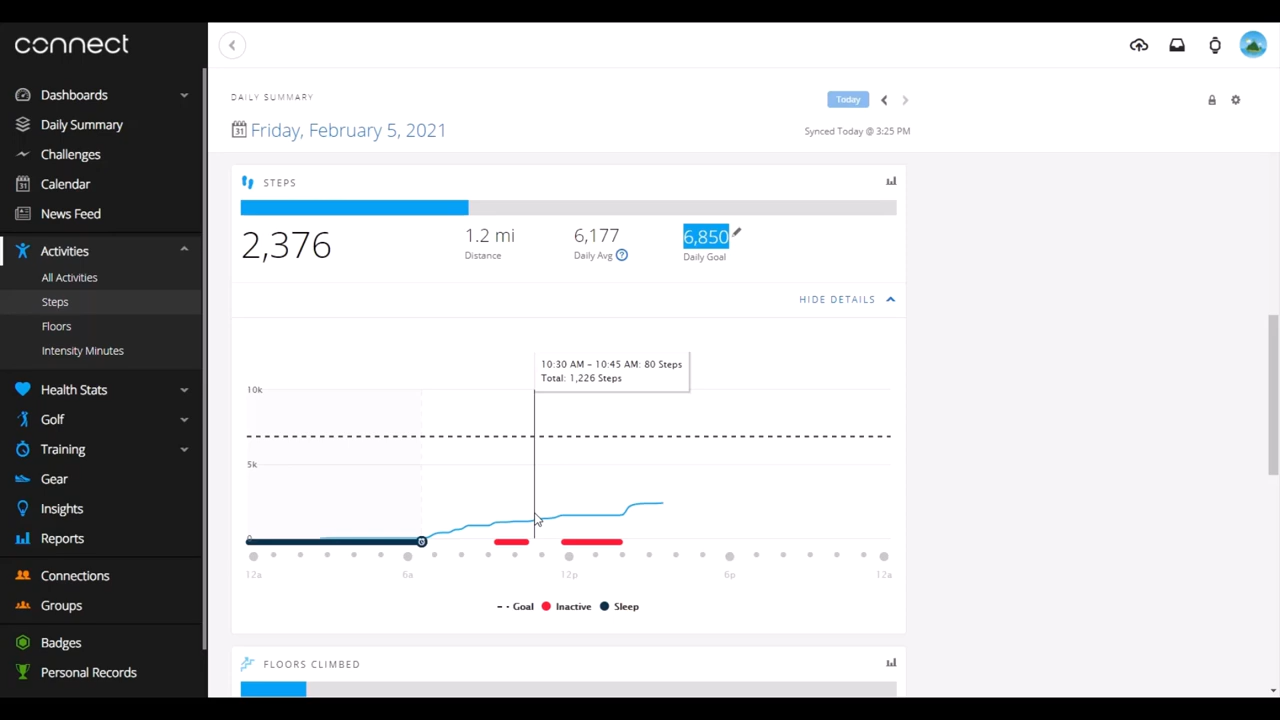 connect
Dashboards
Daily Summary
Challenges
31
Calendar
News Feed
Activities
All Activities
Steps
Floors
Intensity Minutes
Health Stats
Golf
Training
Gear
Insights
Reports
Connections
Groups
Badges
Personal Records
DAILY SUMMARY
Today
31
Friday, February 5, 2021
Synced Today @ 3:25 PM
STEPS
2,376
1.2 mi
Distance
6,177
Daily Avg ?
6,850
Daily Goal
HIDE DETAILS
10:30 AM – 10:45 AM: 80 Steps
Total: 1,226 Steps
10k
5k
0
12a 6a 12p 6p 12a
Goal Inactive Sleep
FLOORS CLIMBED